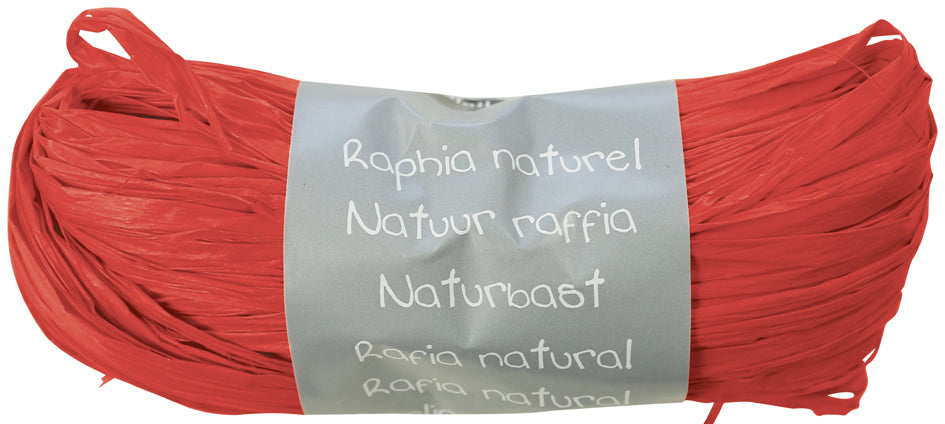 Raphia naturel
Natuur raffia
Naturbast
Rafia natural
Rafia natural